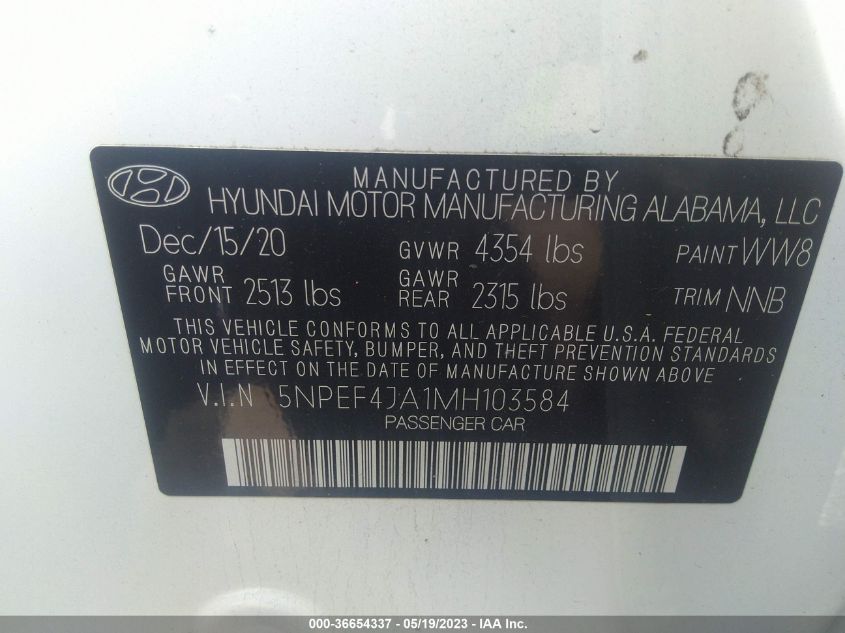 MANUFACTURED BY
HYUNDAI MOTOR MANUFACTURING ALABAMA, LLC
Dec/15/20 GVWR 4354 lbs PAINT WW8
GAWR FRONT 2513 lbs GAWR REAR 2315 lbs TRIM NNB
THIS VEHICLE CONFORMS TO ALL APPLICABLE U.S.A. FEDERAL
MOTOR VEHICLE SAFETY, BUMPER, AND THEFT PREVENTION STANDARDS
IN EFFECT ON THE DATE OF MANUFACTURE SHOWN ABOVE
V.I.N 5NPEF4JA1MH103584
PASSENGER CAR
000-36654337 - 05/19/2023 - IAA Inc.